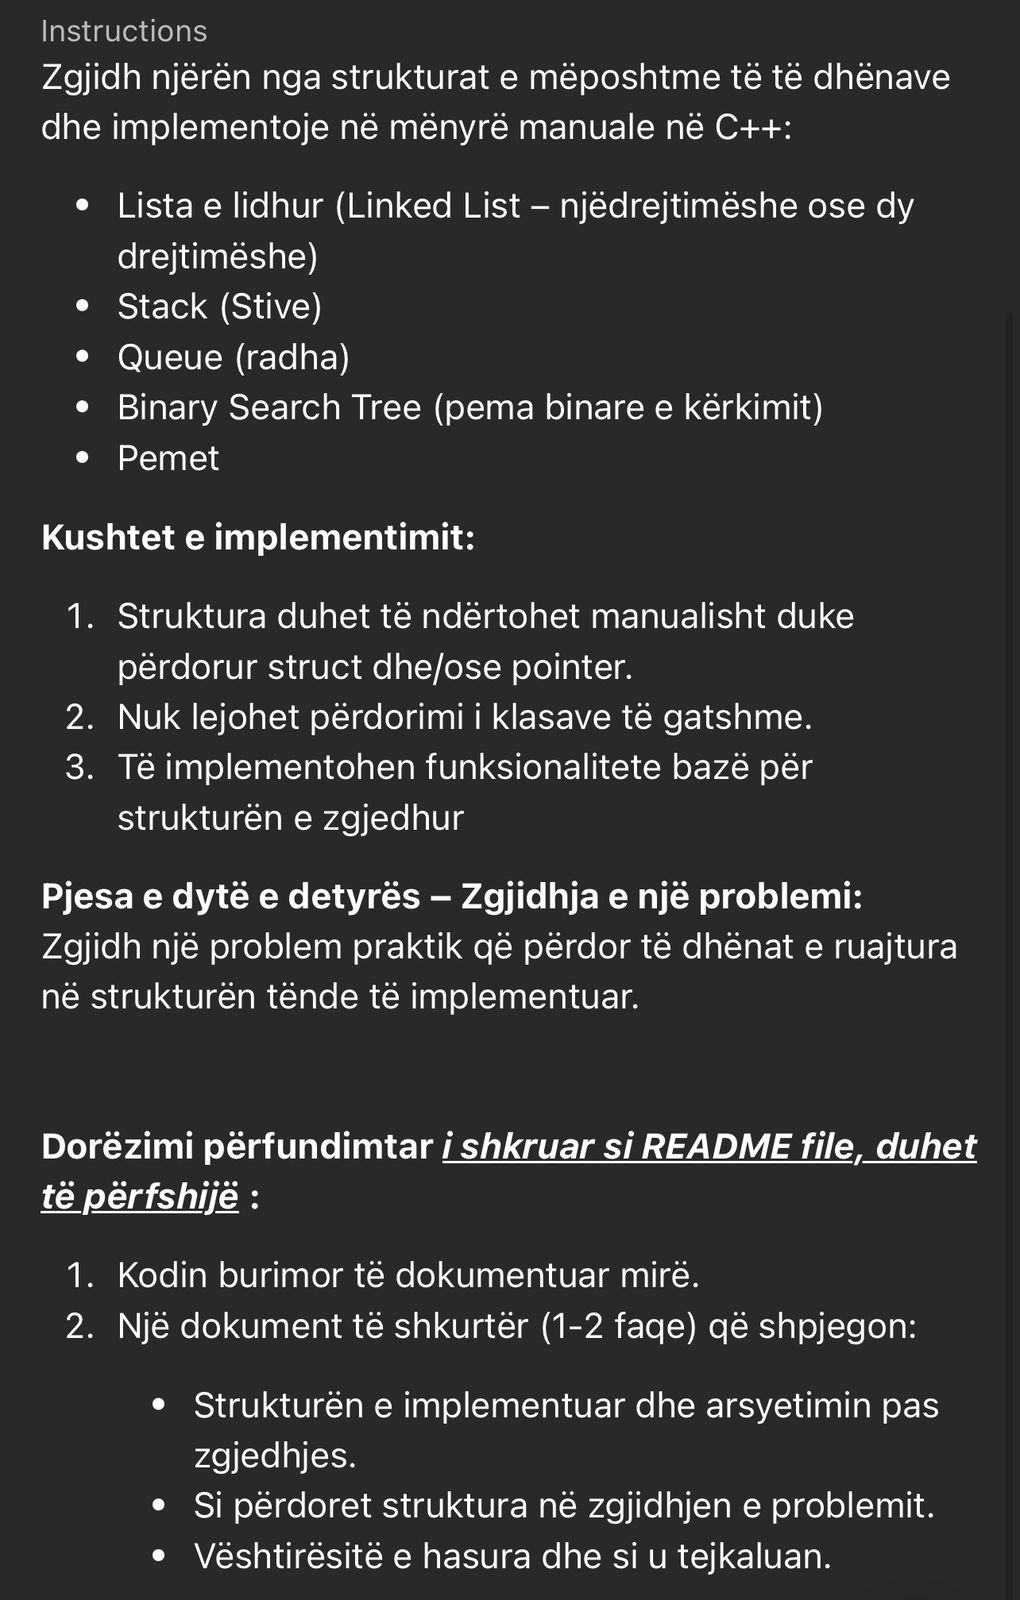 Instructions
Zgjidh njërën nga strukturat e mëposhtme të të dhënave
dhe implementoje në mënyrë manuale në C++:
• Lista e lidhur (Linked List – njëdrejtimëshe ose dy
drejtimëshe)
• Stack (Stive)
• Queue (radha)
• Binary Search Tree (pema binare e kërkimit)
• Pemet
Kushtet e implementimit:
1. Struktura duhet të ndërtohet manualisht duke
përdorur struct dhe/ose pointer.
2. Nuk lejohet përdorimi i klasave të gatshme.
3. Të implementohen funksionalitete bazë për
strukturën e zgjedhur
Pjesa e dytë e detyrës – Zgjidhja e një problemi:
Zgjidh një problem praktik që përdor të dhënat e ruajtura
në strukturën tënde të implementuar.
Dorëzimi përfundimtar i shkruar si README file, duhet
të përfshijë :
1. Kodin burimor të dokumentuar mirë.
2. Një dokument të shkurtër (1-2 faqe) që shpjegon:
• Strukturën e implementuar dhe arsyetimin pas
zgjedhjes.
• Si përdoret struktura në zgjidhjen e problemit.
• Vështirësitë e hasura dhe si u tejkaluan.